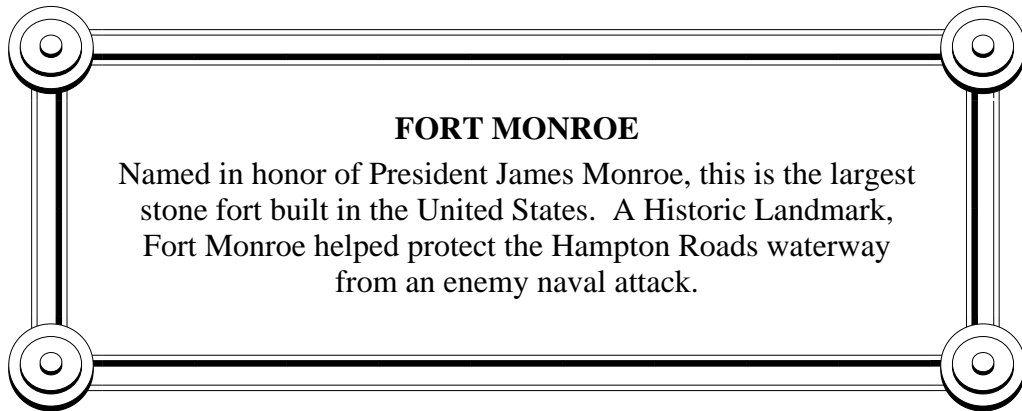 FORT MONROE
Named in honor of President James Monroe, this is the largest
stone fort built in the United States.  A Historic Landmark,
Fort Monroe helped protect the Hampton Roads waterway
from an enemy naval attack.